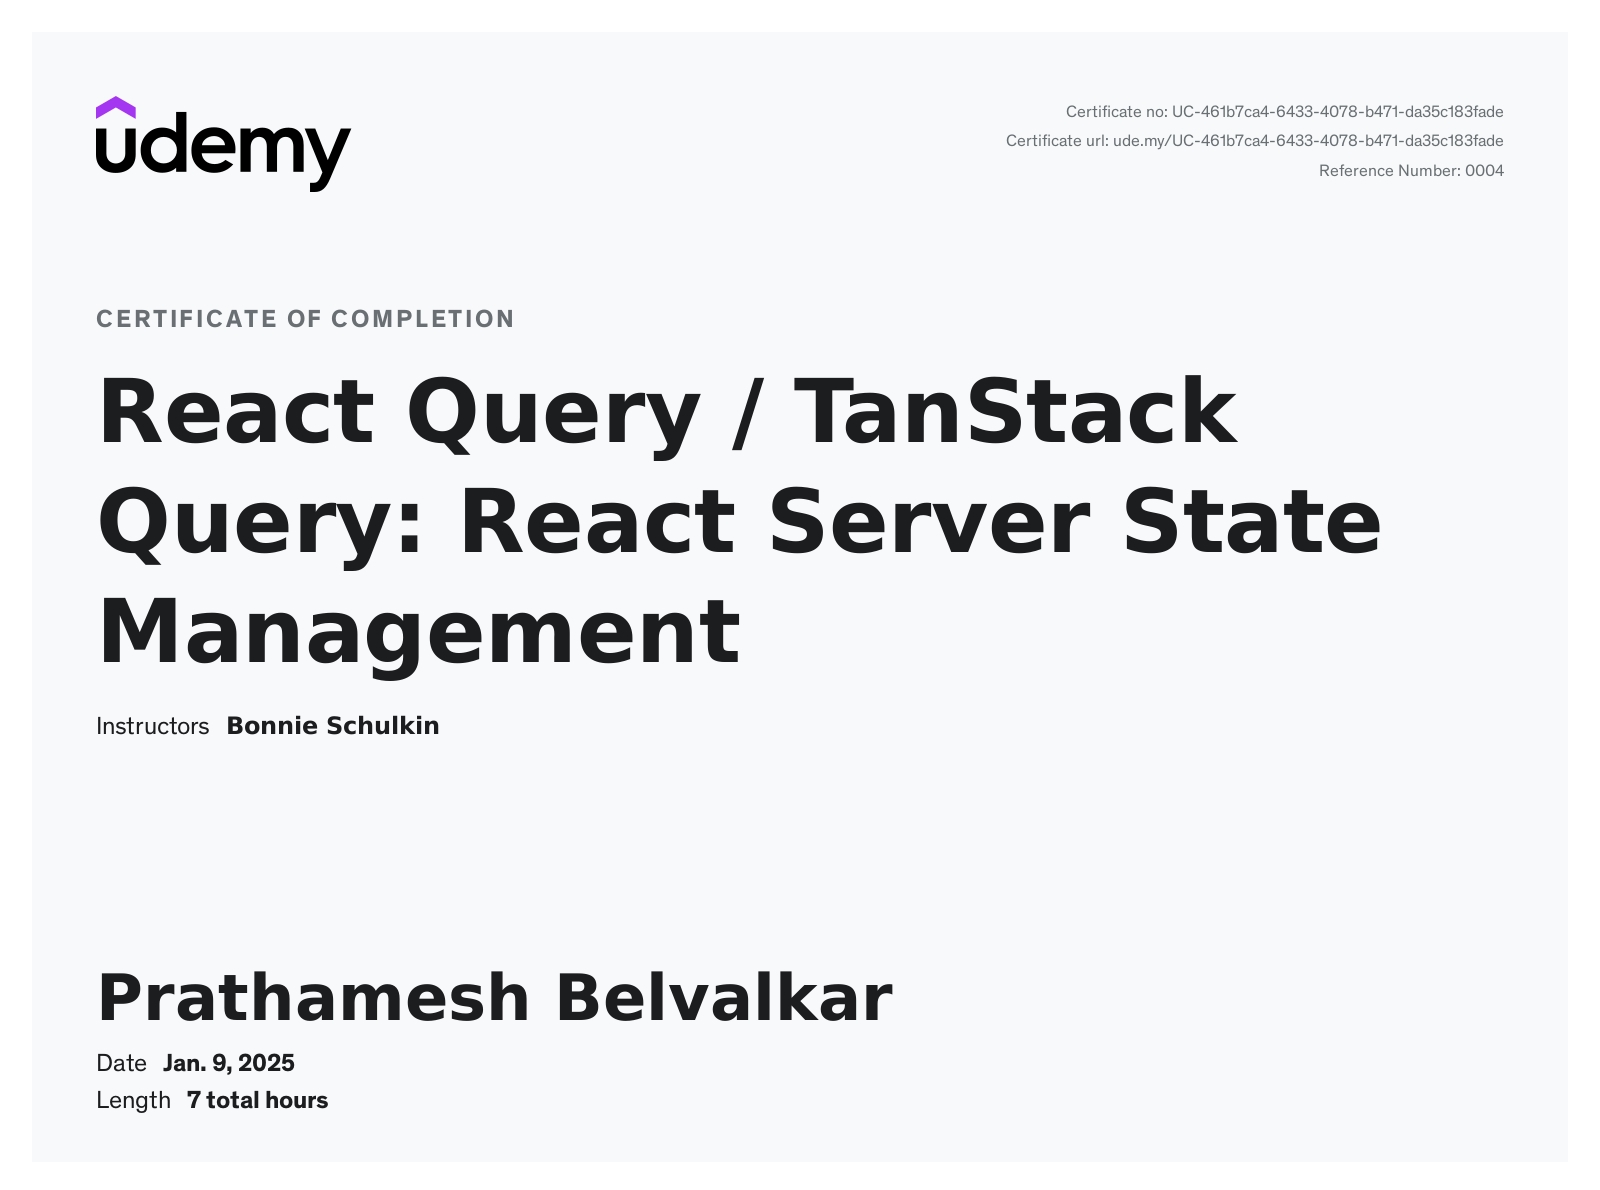 udemy
Certificate no: UC-461b7ca4-6433-4078-b471-da35c183fade
Certificate url: ude.my/UC-461b7ca4-6433-4078-b471-da35c183fade
Reference Number: 0004
CERTIFICATE OF COMPLETION
React Query / TanStack
Query: React Server State
Management
Instructors Bonnie Schulkin
Prathamesh Belvalkar
Date Jan. 9, 2025
Length 7 total hours